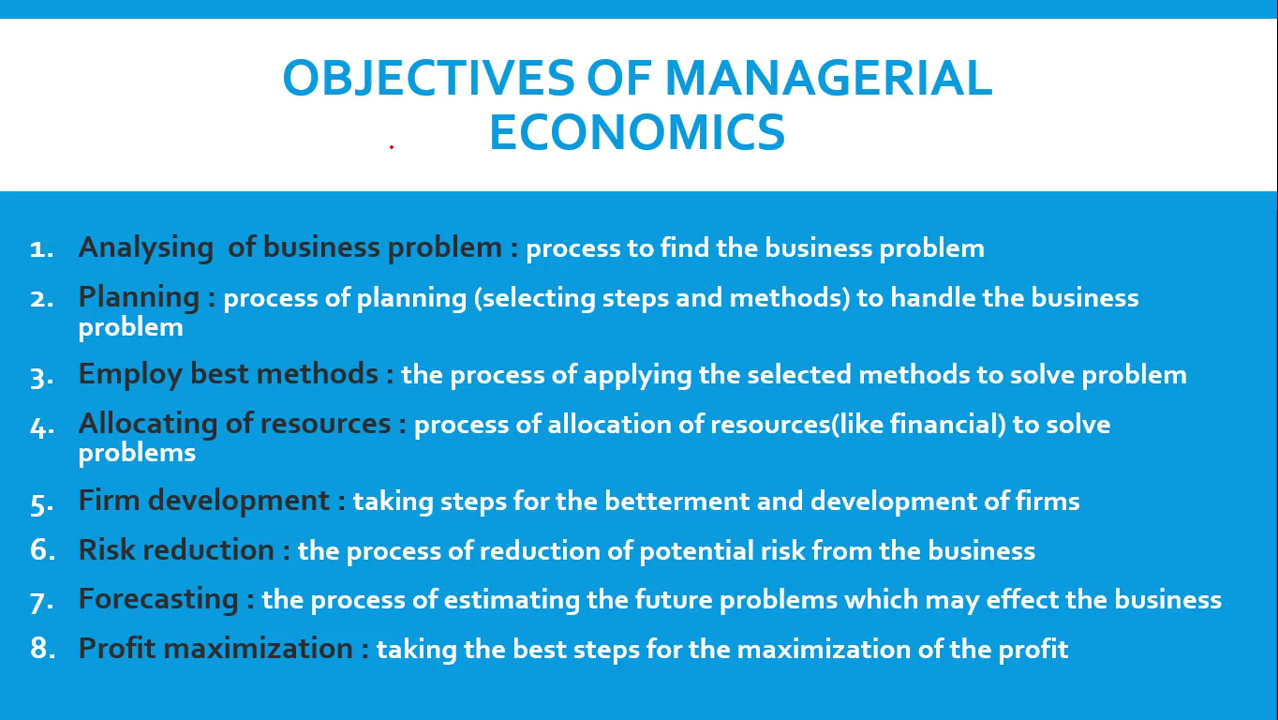 OBJECTIVES OF MANAGERIAL
ECONOMICS
1. Analysing of business problem : process to find the business problem
2. Planning : process of planning (selecting steps and methods) to handle the business
problem
3. Employ best methods : the process of applying the selected methods to solve problem
4. Allocating of resources : process of allocation of resources(like financial) to solve
problems
5. Firm development : taking steps for the betterment and development of firms
6. Risk reduction : the process of reduction of potential risk from the business
7. Forecasting : the process of estimating the future problems which may effect the business
8. Profit maximization : taking the best steps for the maximization of the profit